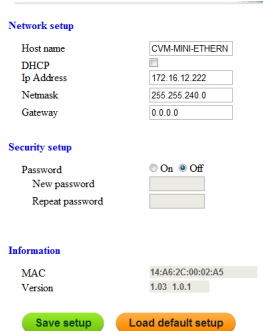 Network setup
Host name CVM-MINI-ETHERN
DHCP
Ip Address 172.16.12.222
Netmask 255.255.240.0
Gateway 0.0.0.0
Security setup
Password On Off
New password
Repeat password
Information
MAC 14:A6:2C:00:02:A5
Version 1.03 1.0.1
Save setup Load default setup